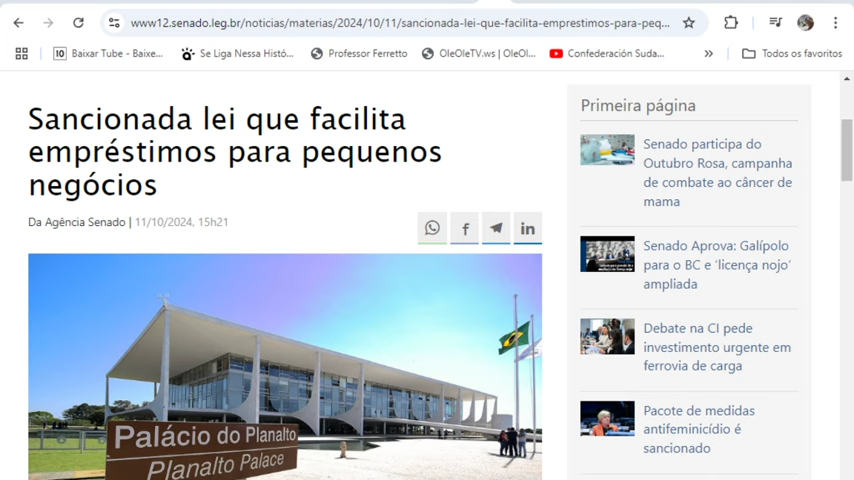 www12.senado.leg.br/noticias/materias/2024/10/11/sancionada-lei-que-facilita-emprestimos-para-peq...
Baixar Tube - Baixe...
Se Liga Nessa Histó...
Professor Ferretto
OleOleTV.ws | OleOl...
Confederación Suda...
»
Todos os favoritos
Sancionada lei que facilita
empréstimos para pequenos
negócios
Da Agência Senado | 11/10/2024, 15h21
Palácio do Planalto
Planalto Palace
Primeira página
Senado participa do
Outubro Rosa, campanha
de combate ao câncer de
mama
Senado Aprova: Galípolo
para o BC e ‘licença nojo’
ampliada
Debate na CI pede
investimento urgente em
ferrovia de carga
Pacote de medidas
antifeminicídio é
sancionado